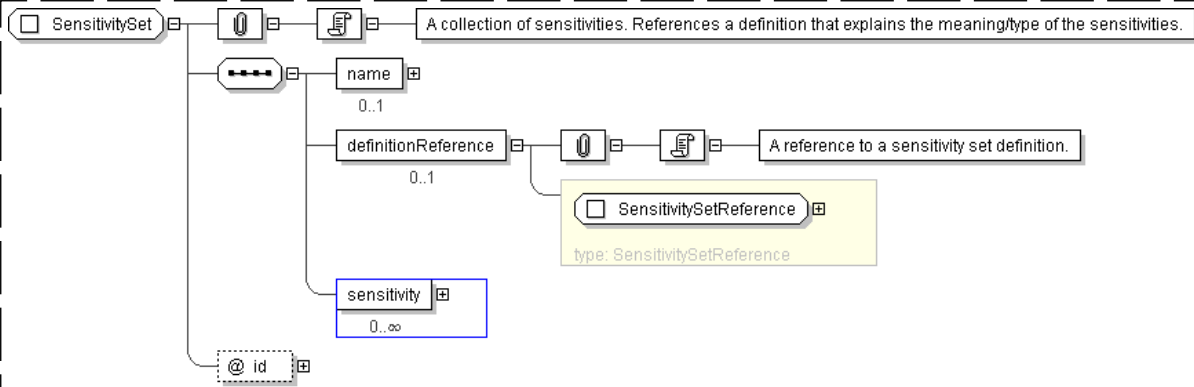 SensitivitySet
A collection of sensitivities. References a definition that explains the meaning/type of the sensitivities.
name
0..1
definitionReference
A reference to a sensitivity set definition.
0..1
SensitivitySetReference
type: SensitivitySetReference
sensitivity
0..∞
@ id